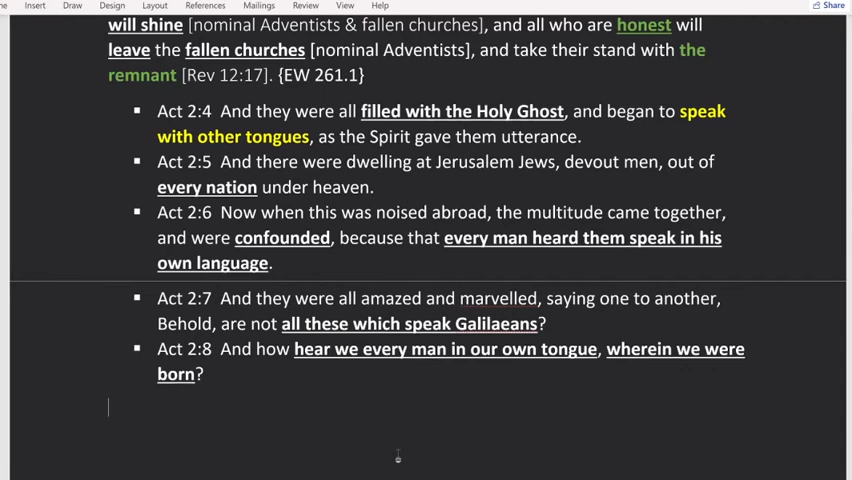 Insert Draw Design Layout References Mailings Review View Help Share
will shine [nominal Adventists & fallen churches], and all who are honest will
leave the fallen churches [nominal Adventists], and take their stand with the
remnant [Rev 12:17]. {EW 261.1}
▪ Act 2:4 And they were all filled with the Holy Ghost, and began to speak
with other tongues, as the Spirit gave them utterance.
▪ Act 2:5 And there were dwelling at Jerusalem Jews, devout men, out of
every nation under heaven.
▪ Act 2:6 Now when this was noised abroad, the multitude came together,
and were confounded, because that every man heard them speak in his
own language.
▪ Act 2:7 And they were all amazed and marvelled, saying one to another,
Behold, are not all these which speak Galilaeans?
▪ Act 2:8 And how hear we every man in our own tongue, wherein we were
born?